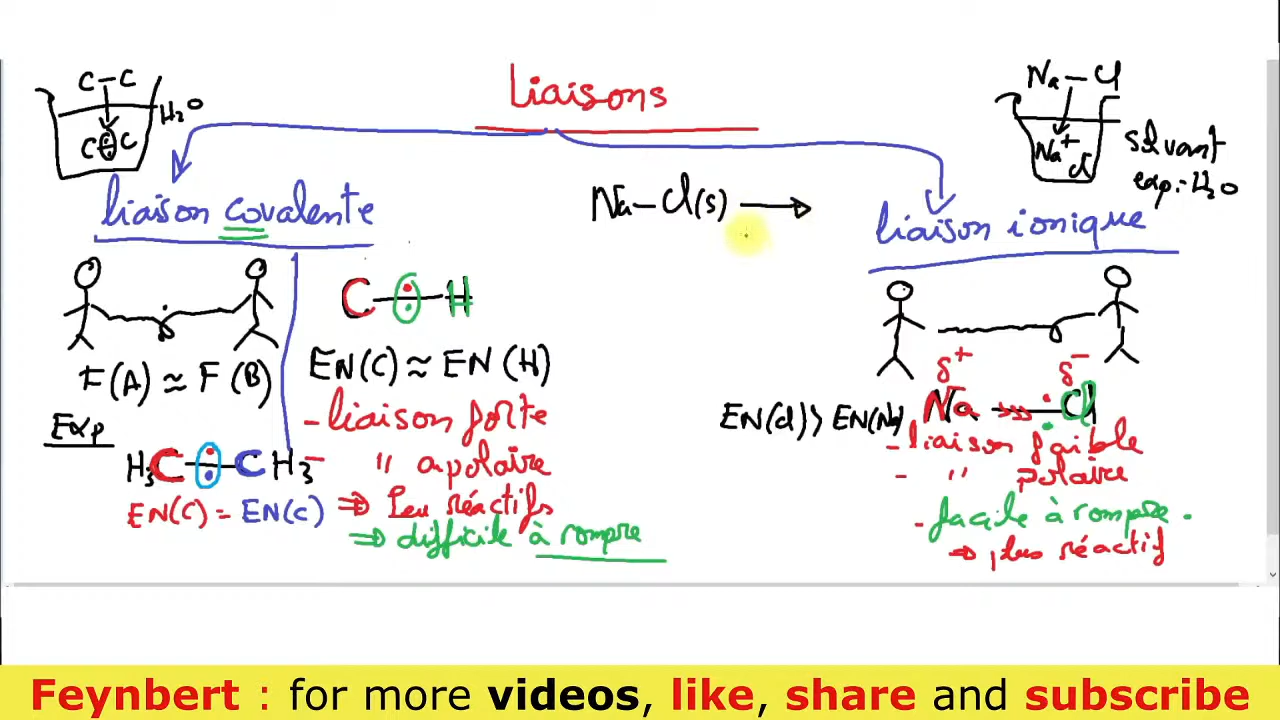 Liaisons
C–C
H₂O
C : C
liaison covalente
F(A) ≈ F(B)
Exp
H₃C–CH₃
EN(C) = EN(C)
C : H
EN(C) ≈ EN(H)
- liaison forte
- " apolaire
⇒ Peu réactifs
⇒ difficile à rompre
Na–Cl(s) →
Na–Cl
Na⁺
Cl
Solvant
exp: H₂O
liaison ionique
δ⁺ δ⁻
EN(Cl) > EN(Na) Na Cl
- liaison faible
- " polaire
- facile à rompre.
⇒ plus réactif
Feynbert : for more videos, like, share and subscribe